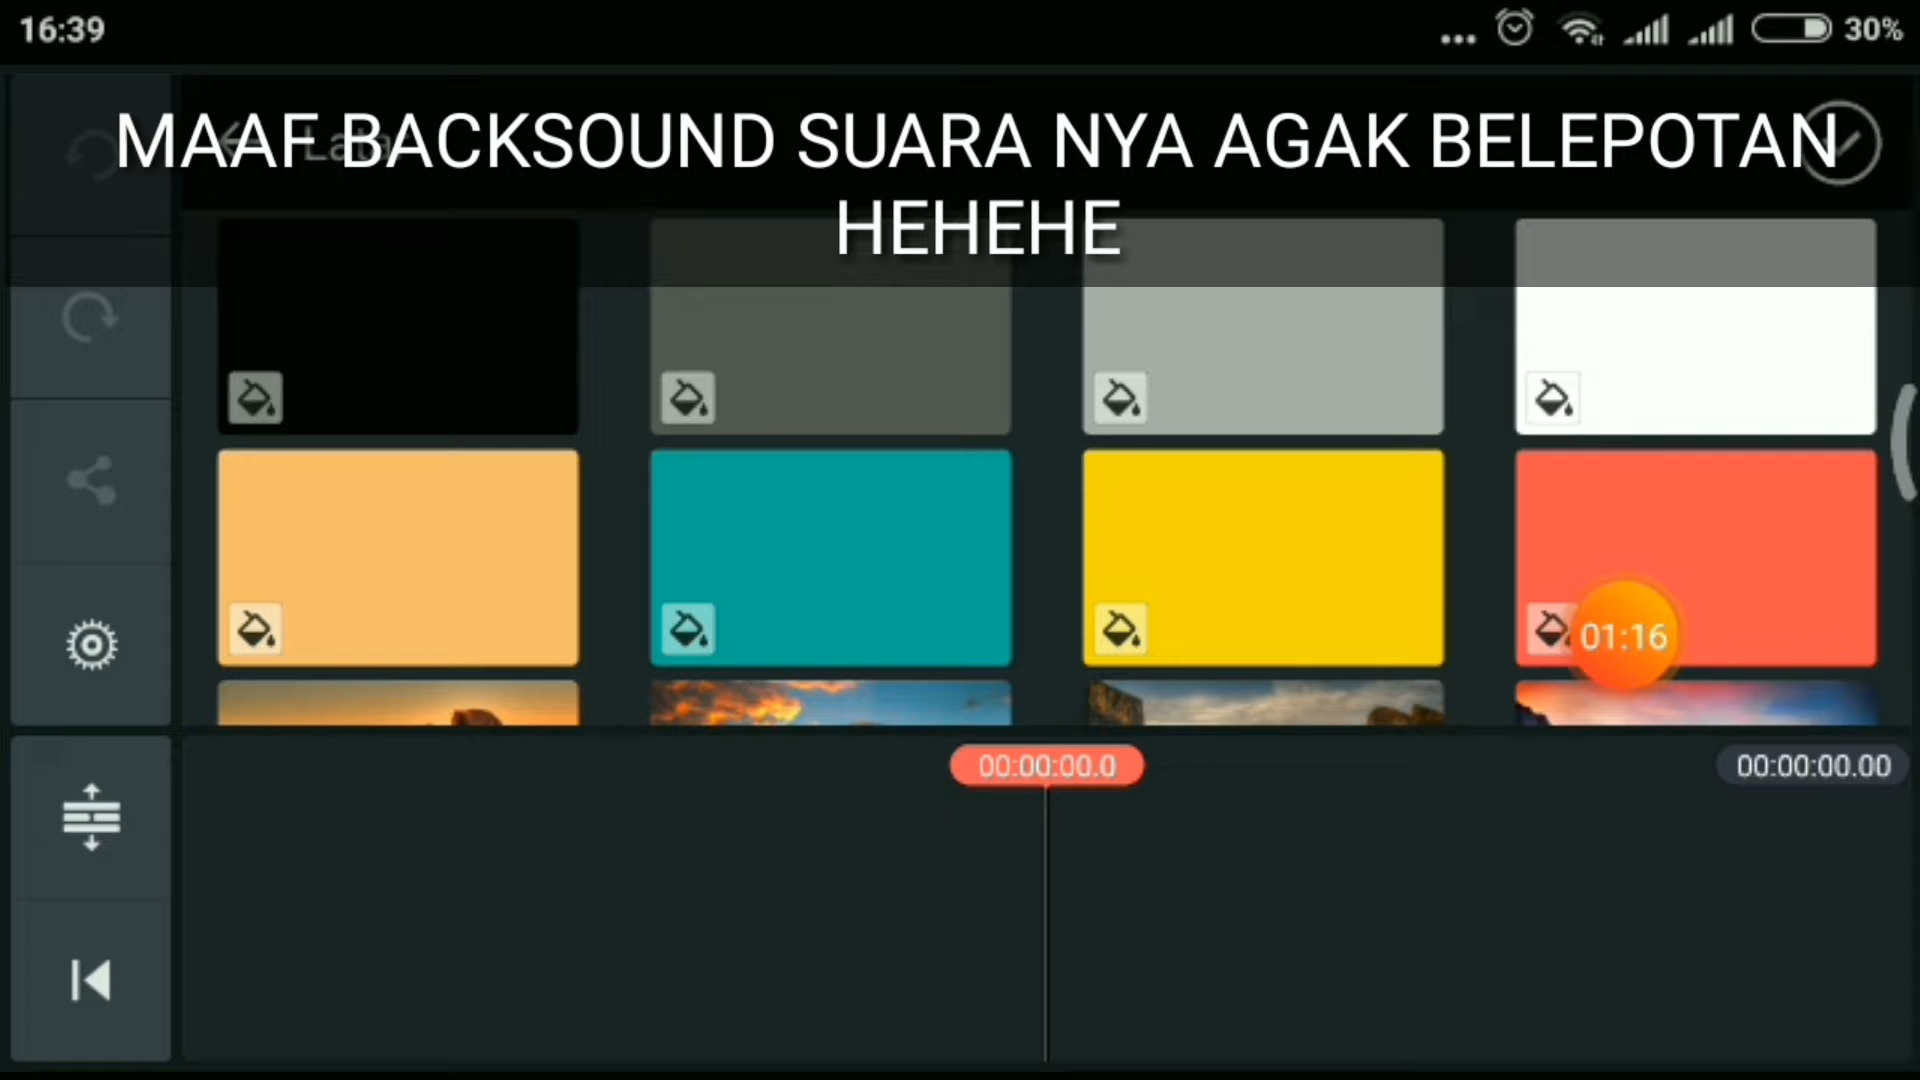 16:39
30%
MAAF BACKSOUND SUARA NYA AGAK BELEPOTAN
HEHEHE
01:16
00:00:00.0
00:00:00.00